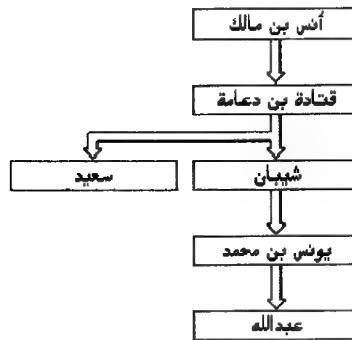 أنس بن مالك
قتادة بن دعامة
شيبان
سعيد
يونس بن محمد
عبدالله